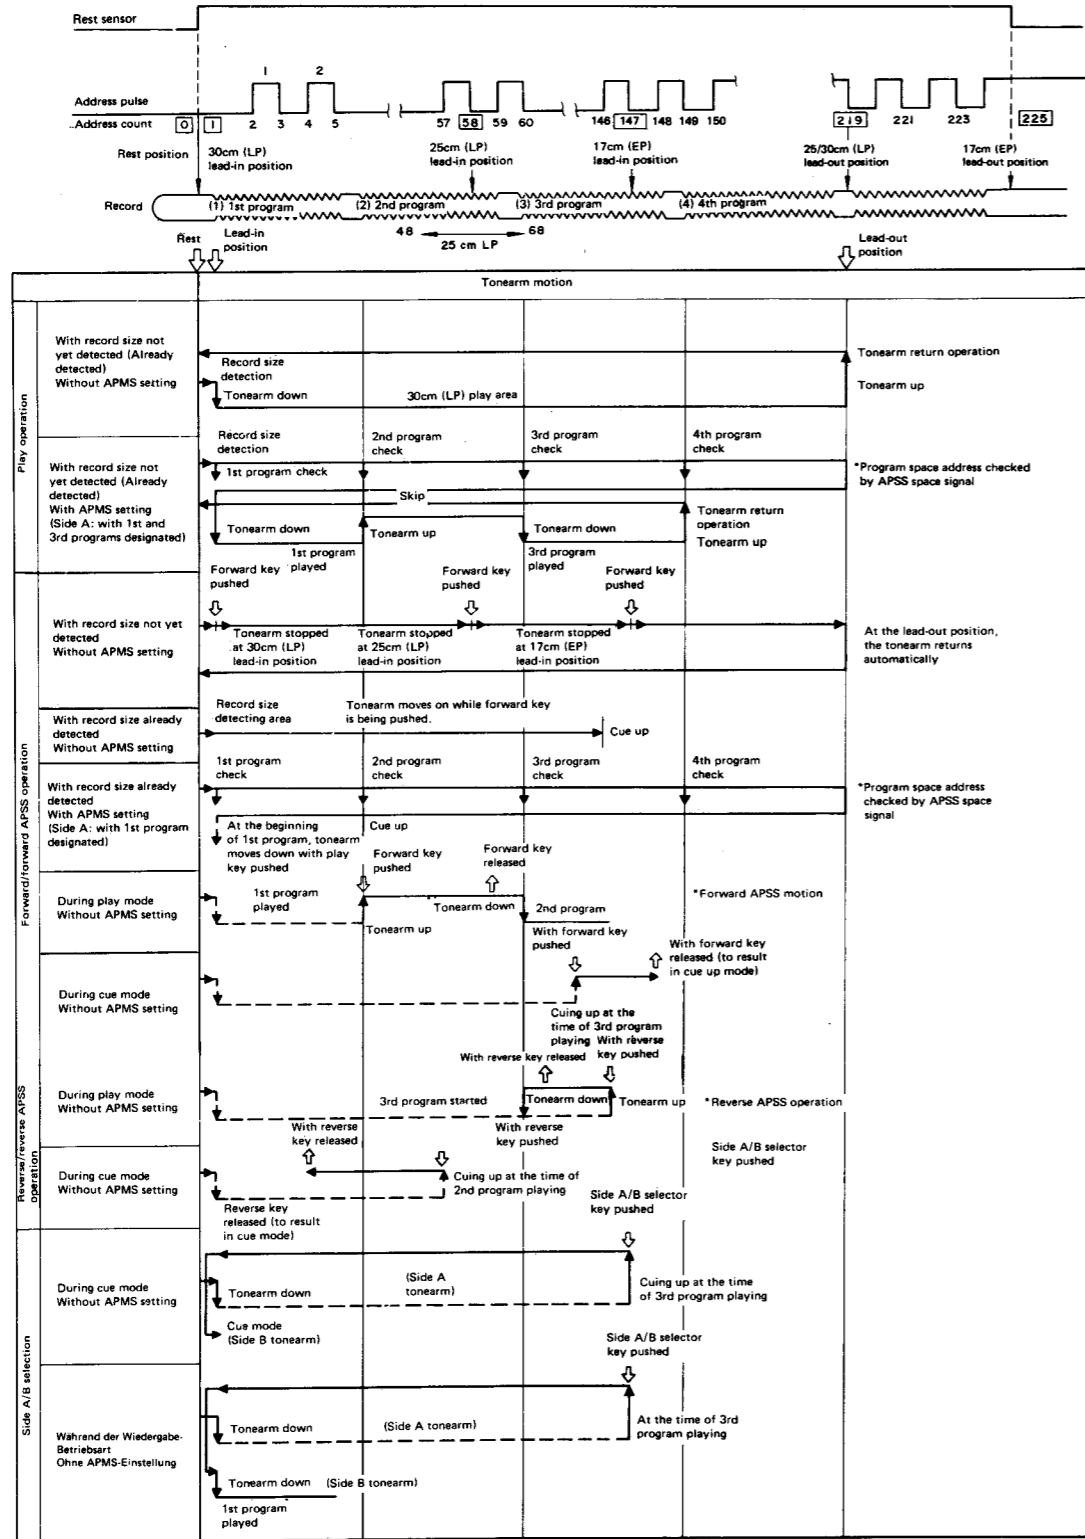 Rest sensor
1
2
Address pulse
..Address count
0
1
2
3
4
5
57
58
59
60
146
147
148
149
150
219
221
223
225
Rest position
30cm (LP)
lead-in position
25cm (LP)
lead-in position
17cm (EP)
lead-in position
25/30cm (LP)
lead-out position
17cm (EP)
lead-out position
Record
(1) 1st program
(2) 2nd program
(3) 3rd program
(4) 4th program
48
68
25 cm LP
Rest
Lead-in
position
Lead-out
position
Tonearm motion
Play operation
With record size not
yet detected (Already
detected)
Without APMS setting
Record size
detection
Tonearm down
30cm (LP) play area
Tonearm return operation
Tonearm up
With record size not
yet detected (Already
detected)
With APMS setting
(Side A: with 1st and
3rd programs designated)
Record size
detection
2nd program
check
3rd program
check
4th program
check
1st program check
*Program space address checked
by APSS space signal
Skip
Tonearm down
Tonearm up
Tonearm down
Tonearm return
operation
Tonearm up
1st program
played
3rd program
played
Forward/forward APSS operation
With record size not yet
detected
Without APMS setting
Forward key
pushed
Forward key
pushed
Forward key
pushed
Tonearm stopped
at 30cm (LP)
lead-in position
Tonearm stopped
at 25cm (LP)
lead-in position
Tonearm stopped
at 17cm (EP)
lead-in position
At the lead-out position,
the tonearm returns
automatically
With record size already
detected
Without APMS setting
Record size
detecting area
Tonearm moves on while forward key
is being pushed.
Cue up
With record size already
detected
With APMS setting
(Side A: with 1st program
designated)
1st program
check
2nd program
check
3rd program
check
4th program
check
*Program space address
checked by APSS space
signal
At the beginning
of 1st program, tonearm
moves down with play
key pushed
Cue up
During play mode
Without APMS setting
1st program
played
Forward key
pushed
Forward key
released
Tonearm up
Tonearm down
2nd program
*Forward APSS motion
During cue mode
Without APMS setting
With forward key
pushed
With forward key
released (to result
in cue up mode)
Cuing up at the
time of 3rd program
playing
Reverse/reverse APSS
operation
During play mode
Without APMS setting
With reverse key released
With reverse
key pushed
3rd program started
Tonearm down
Tonearm up
*Reverse APSS operation
During cue mode
Without APMS setting
With reverse
key released
With reverse
key pushed
Cuing up at the time of
2nd program playing
Reverse key
released (to result
in cue mode)
Side A/B selector
key pushed
Side A/B selection
During cue mode
Without APMS setting
Side A/B selector
key pushed
Tonearm down
(Side A
tonearm)
Cuing up at the time
of 3rd program playing
Cue mode
(Side B tonearm)
Während der Wiedergabe-
Betriebsart
Ohne APMS-Einstellung
Side A/B selector
key pushed
Tonearm down
(Side A tonearm)
At the time of 3rd
program playing
Tonearm down
(Side B tonearm)
1st program
played